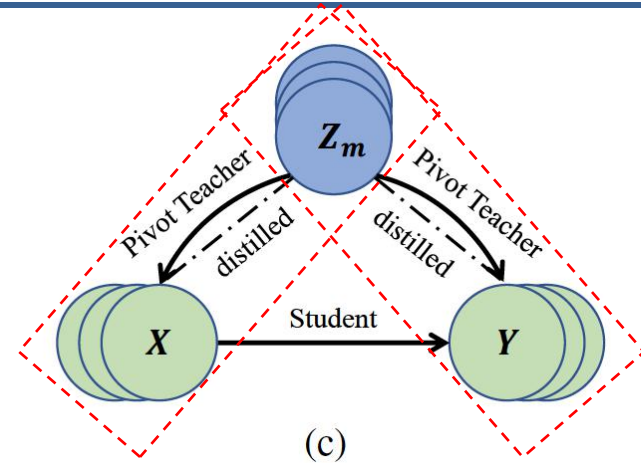 Z_m
Pivot Teacher
Pivot Teacher
distilled
distilled
Student
X
Y
(c)